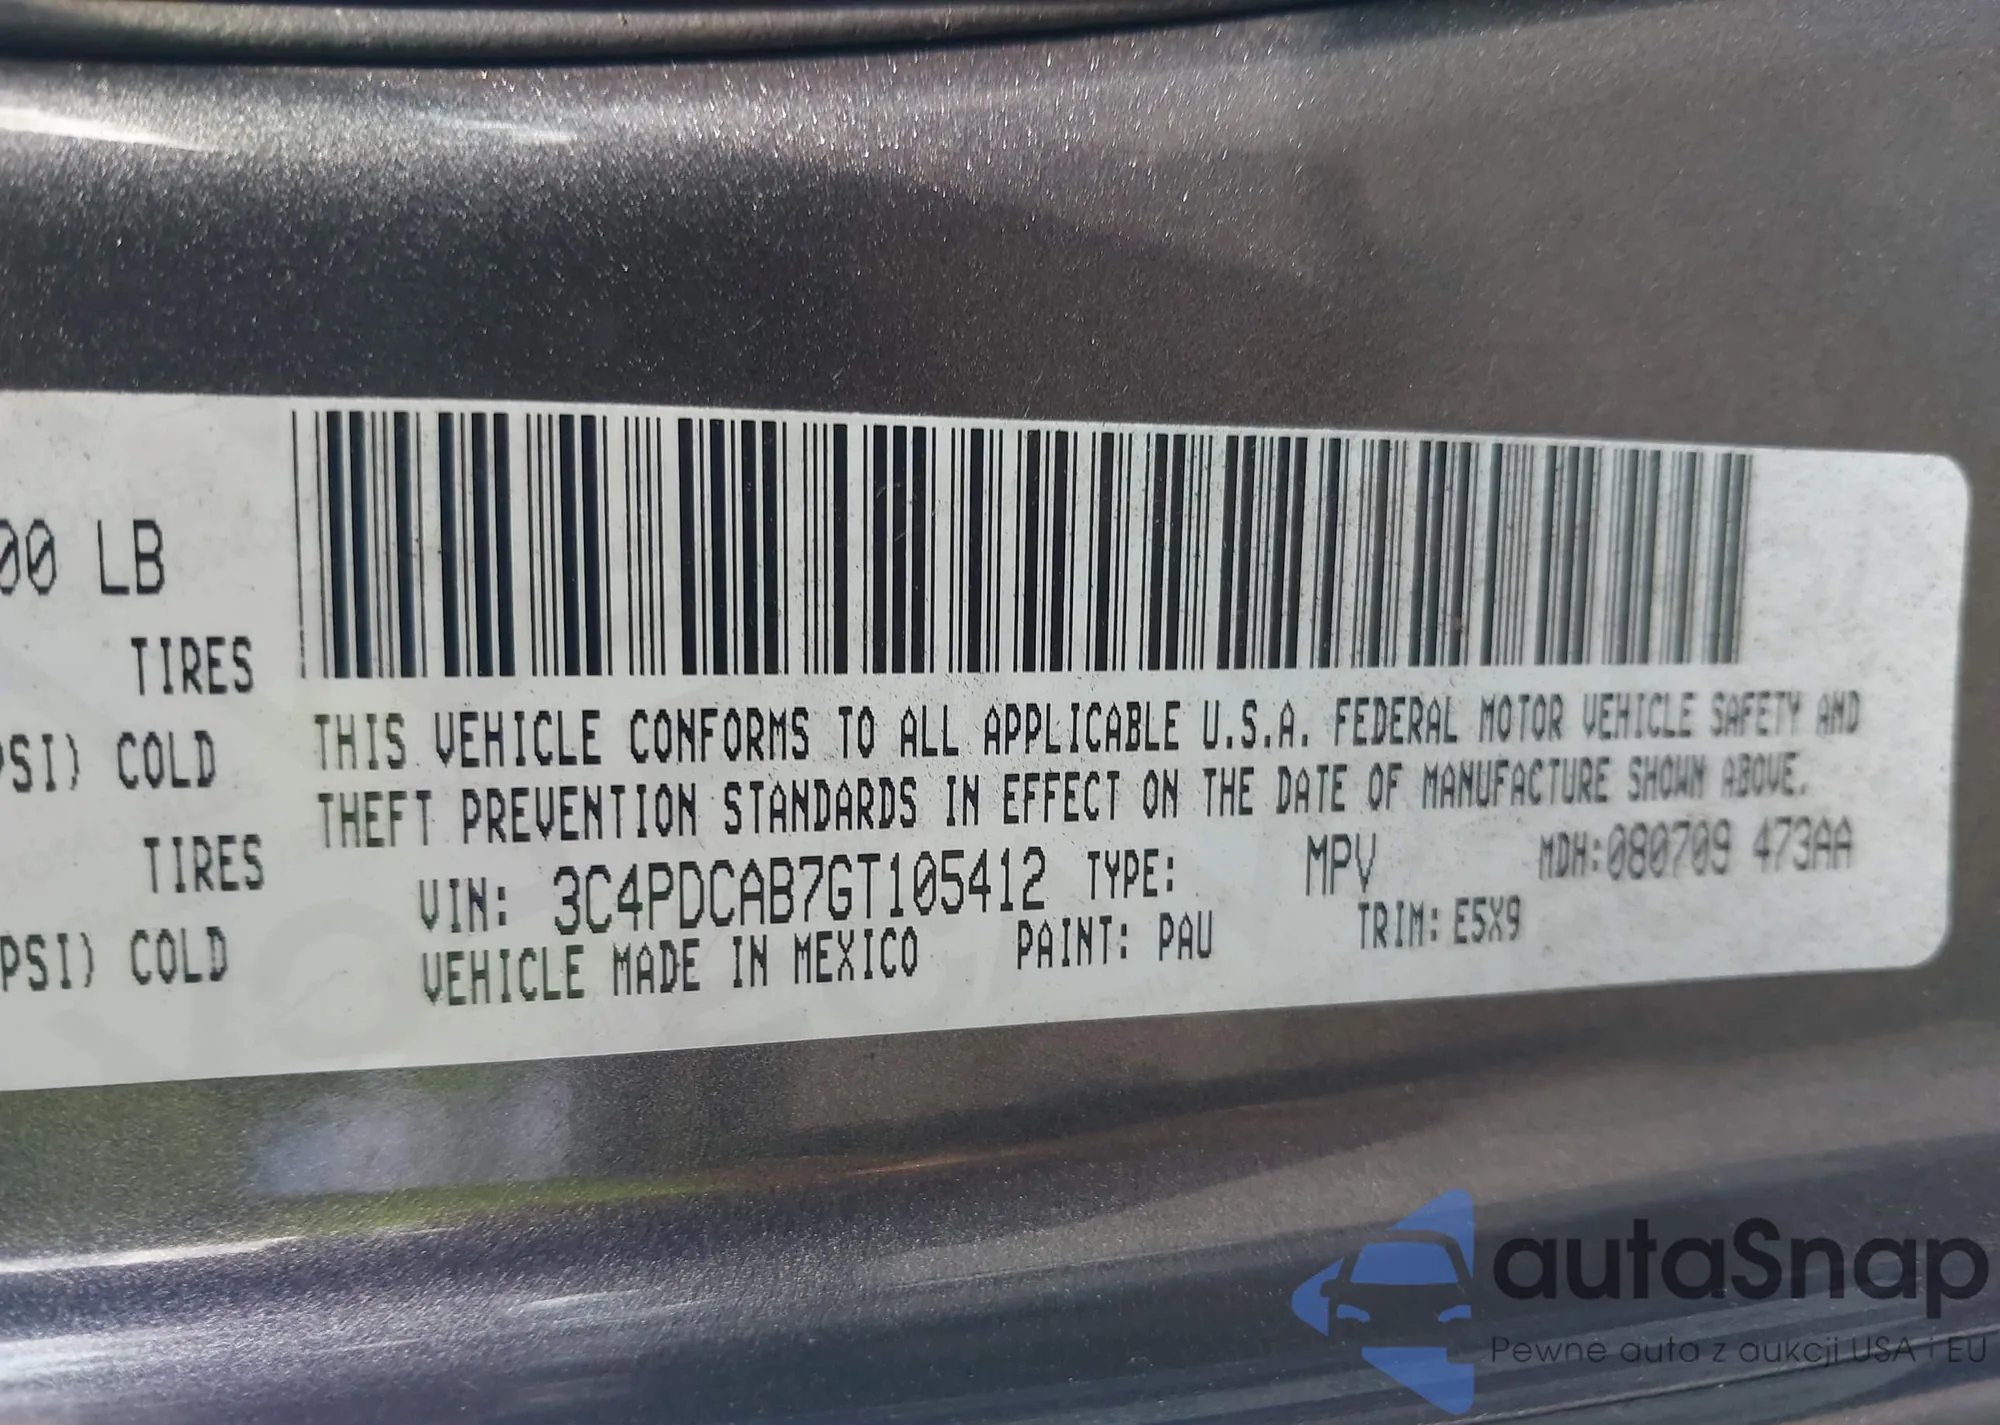 00 LB
TIRES
PSI) COLD
TIRES
PSI) COLD
THIS VEHICLE CONFORMS TO ALL APPLICABLE U.S.A. FEDERAL MOTOR VEHICLE SAFETY AND
THEFT PREVENTION STANDARDS IN EFFECT ON THE DATE OF MANUFACTURE SHOWN ABOVE.
VIN: 3C4PDCAB7GT105412 TYPE: MPV MDH:080709 473AA
VEHICLE MADE IN MEXICO PAINT: PAU TRIM: E5X9
autaSnap
Pewne auta z aukcji USA i EU